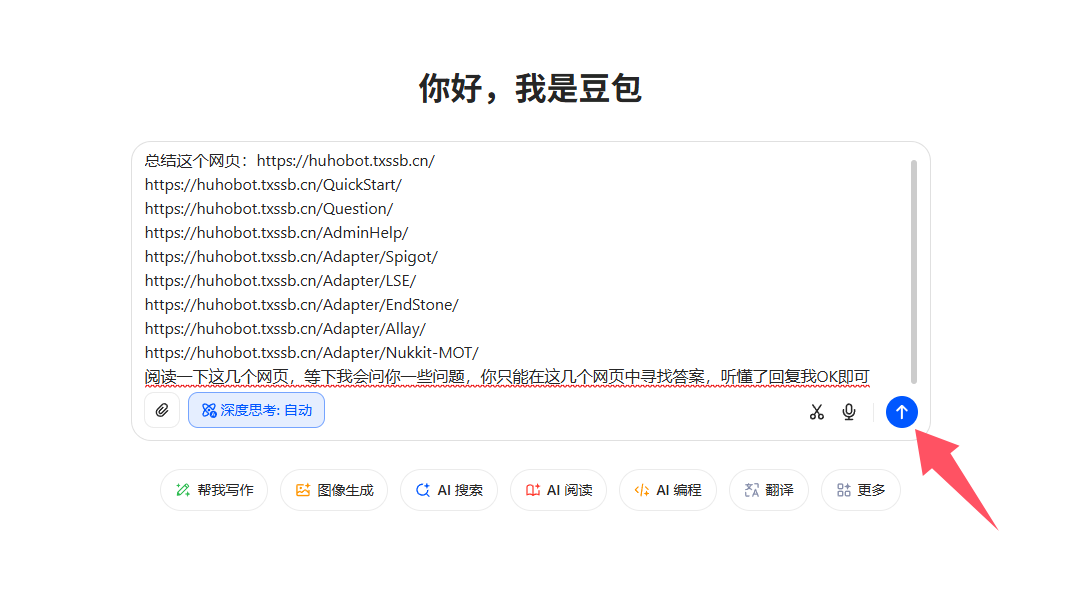 你好，我是豆包
总结这个网页：https://huhobot.txssb.cn/
https://huhobot.txssb.cn/QuickStart/
https://huhobot.txssb.cn/Question/
https://huhobot.txssb.cn/AdminHelp/
https://huhobot.txssb.cn/Adapter/Spigot/
https://huhobot.txssb.cn/Adapter/LSE/
https://huhobot.txssb.cn/Adapter/EndStone/
https://huhobot.txssb.cn/Adapter/Allay/
https://huhobot.txssb.cn/Adapter/Nukkit-MOT/
阅读一下这几个网页，等下我会问你一些问题，你只能在这几个网页中寻找答案，听懂了回复我OK即可
深度思考: 自动
帮我写作 图像生成 AI 搜索 AI 阅读 AI 编程 翻译 更多